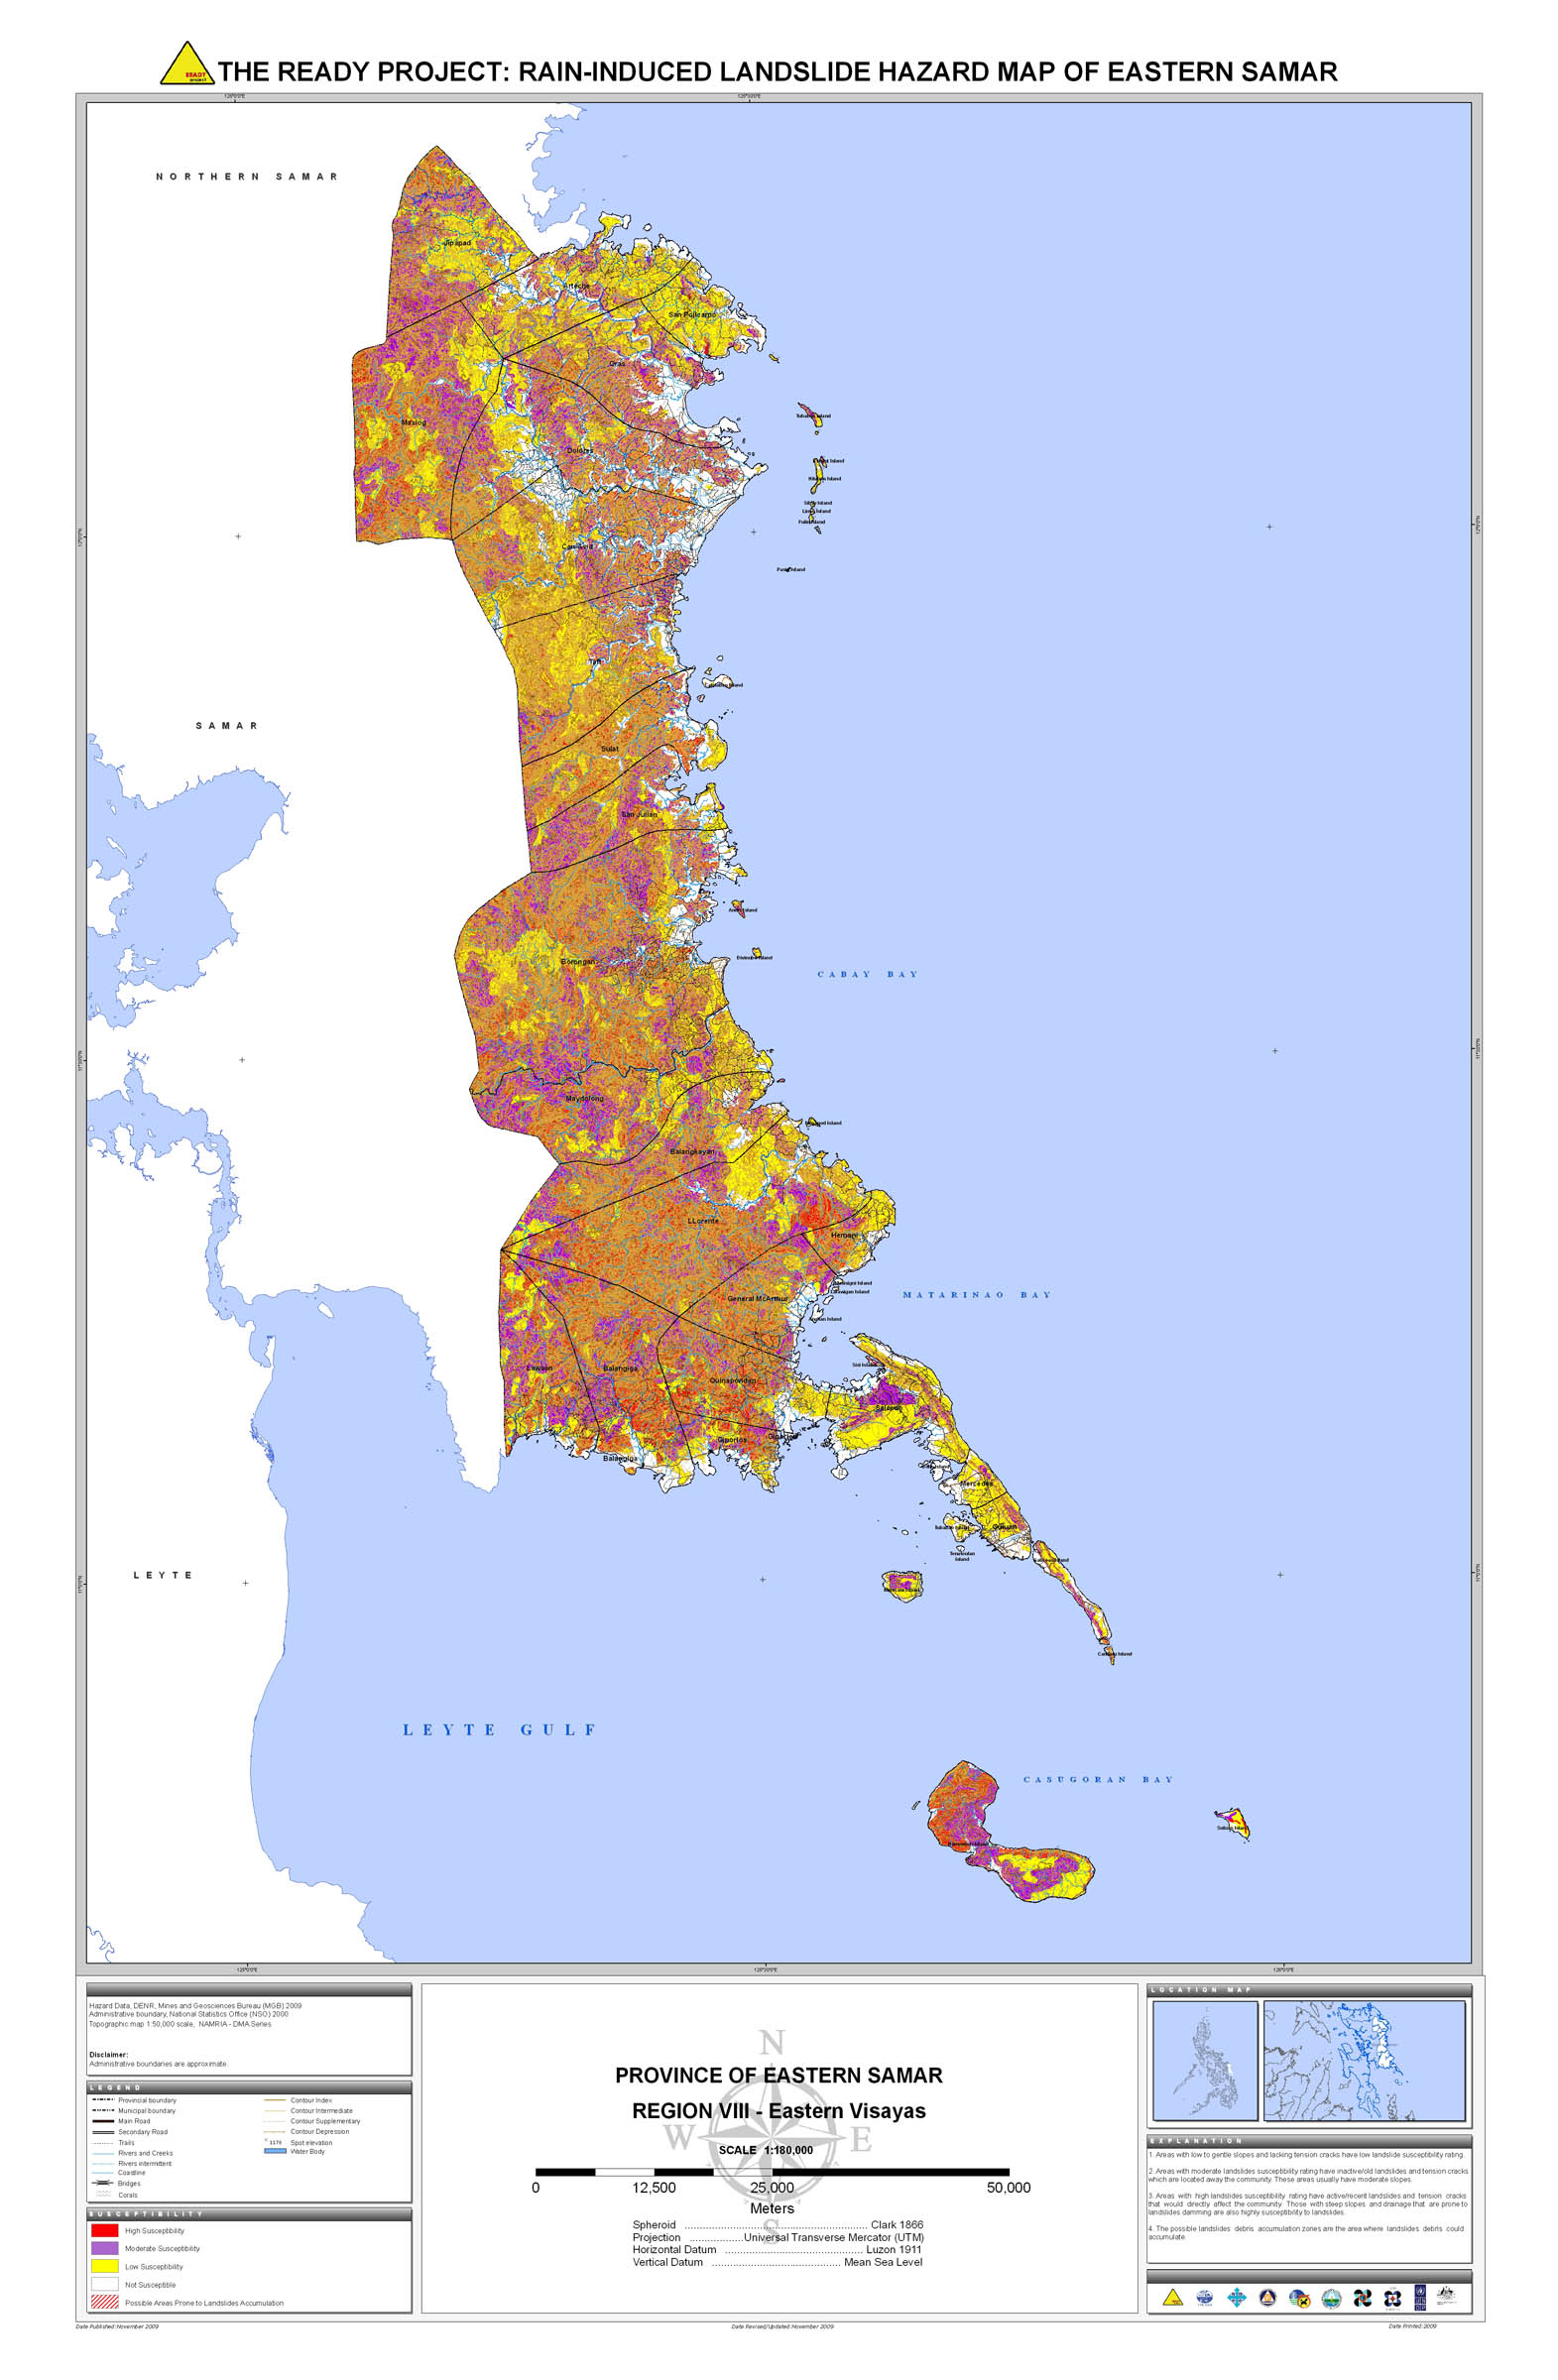 READY
project
THE READY PROJECT: RAIN-INDUCED LANDSLIDE HAZARD MAP OF EASTERN SAMAR
NORTHERN SAMAR
Jipapad
Arteche
San Policarpo
Oras
Maslog
Dolores
Can-avid
Taft
SAMAR
Sulat
San Julian
Borongan
CABAY BAY
Maydolong
Balangkayan
LLorente
Hernani
General McArthur
MATARINAO BAY
Lawaan
Balangiga
Quinapondan
Salcedo
Giporlos
Balangiga
Mercedes
Guiuan
LEYTE
LEYTE GULF
CASUGORAN BAY
Hazard Data, DENR, Mines and Geosciences Bureau (MGB) 2009
Administrative boundary, National Statistics Office (NSO) 2000
Topographic map 1:50,000 scale, NAMRIA - DMA Series
Disclaimer:
Administrative boundaries are approximate.
LEGEND
Provincial boundary
Municipal boundary
Main Road
Secondary Road
Trails
Rivers and Creeks
Rivers intermittent
Coastline
Bridges
Corals
Contour Index
Contour Intermediate
Contour Supplementary
Contour Depression
1170 Spot elevation
Water Body
SUSCEPTIBILITY
High Susceptibility
Moderate Susceptibility
Low Susceptibility
Not Susceptible
Possible Areas Prone to Landslides Accumulation
N
PROVINCE OF EASTERN SAMAR
REGION VIII - Eastern Visayas
W
E
SCALE 1:180,000
0 12,500 25,000 50,000
Meters
S
Spheroid ................ Clark 1866
Projection ................ Universal Transverse Mercator (UTM)
Horizontal Datum ................ Luzon 1911
Vertical Datum ................ Mean Sea Level
LOCATION MAP
EXPLANATION
1. Areas with low to gentle slopes and lacking tension cracks have low landslide susceptibility rating.
2. Areas with moderate landslides susceptibility rating have inactive/old landslides and tension cracks
which are located away the community. These areas usually have moderate slopes.
3. Areas with high landslides susceptibility rating have active/recent landslides and tension cracks
that would directly affect the community. Those with steep slopes and drainage that are prone to
landslides damming are also highly susceptibility to landslides.
4. The possible landslides debris accumulation zones are the area where landslides debris could
accumulate.
Date Published: November 2009
Date Revised/Updated: November 2009
Date Printed: 2009